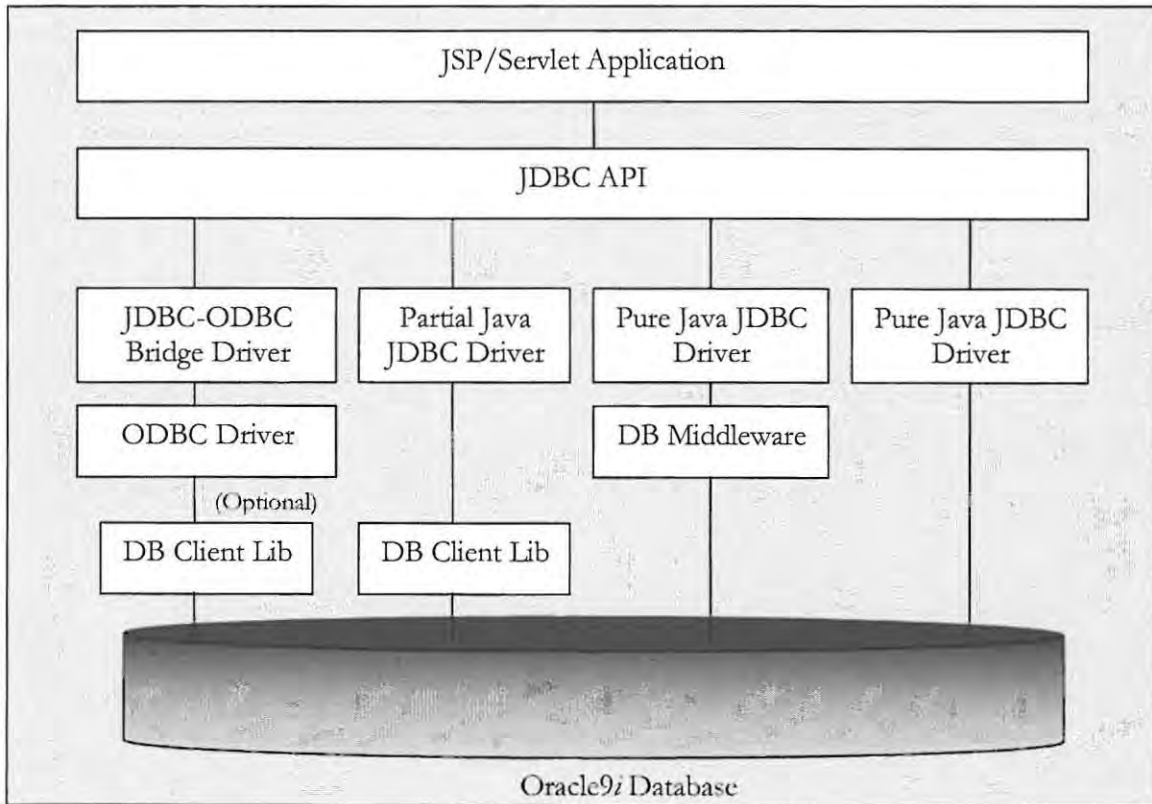 JSP/Servlet Application
JDBC API
JDBC-ODBC
Bridge Driver
Partial Java
JDBC Driver
Pure Java JDBC
Driver
Pure Java JDBC
Driver
ODBC Driver
DB Middleware
(Optional)
DB Client Lib
DB Client Lib
Oracle9i Database